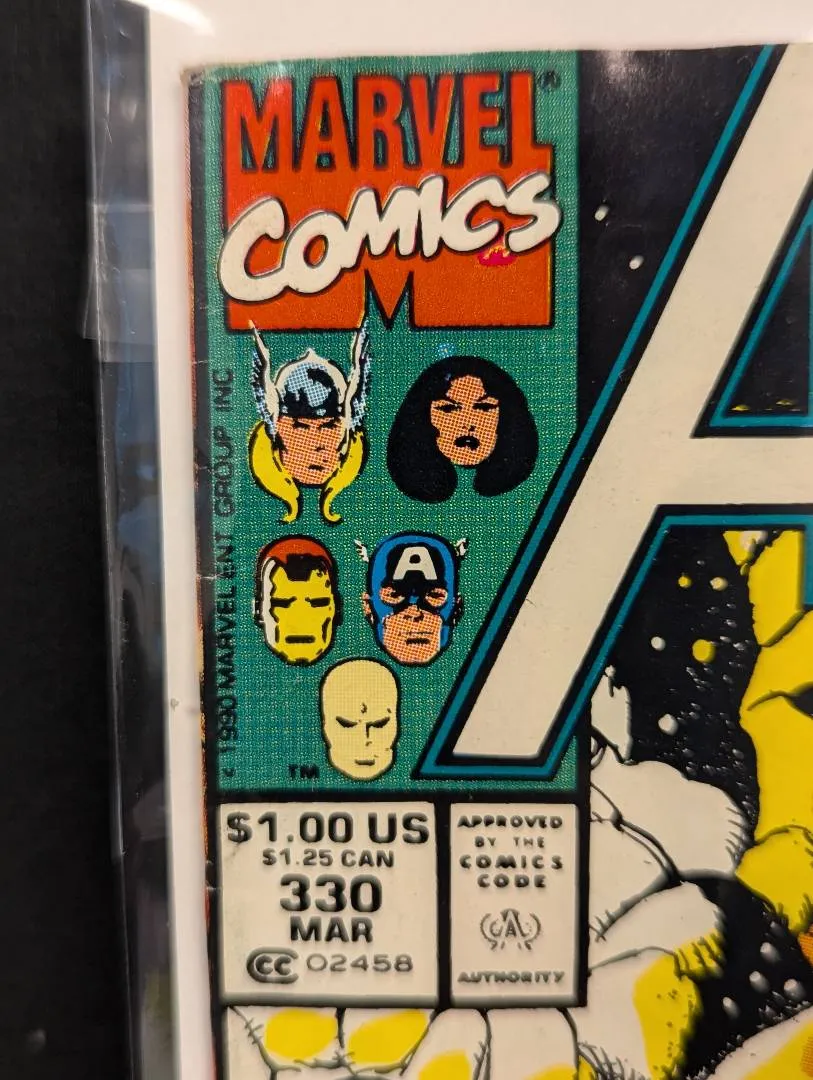 MARVEL®
COMICS
M
A
© 1990 MARVEL ENT GROUP INC
A
TM
$1.00 US
$1.25 CAN
330
MAR
CC 02458
APPROVED
BY THE
COMICS
CODE
CA
AUTHORITY